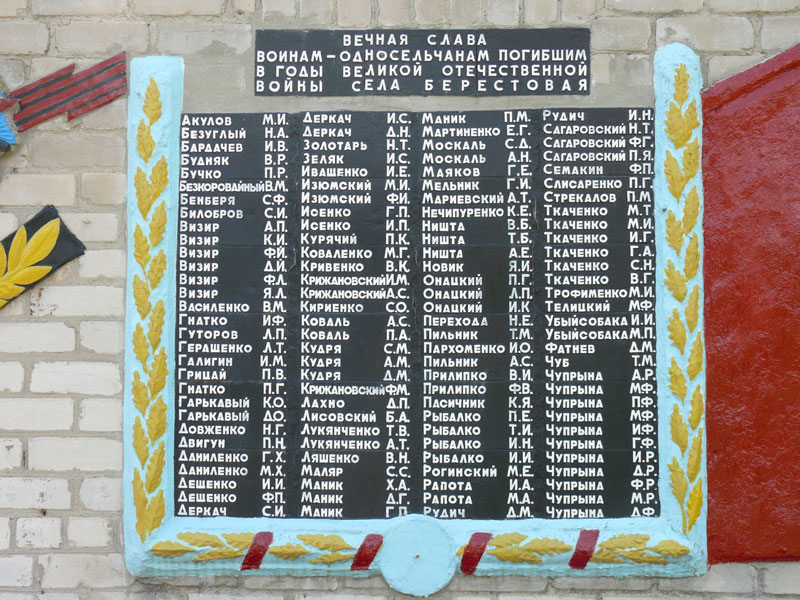 ВЕЧНАЯ СЛАВА
ВОИНАМ-ОДНОСЕЛЬЧАНАМ ПОГИБШИМ
В ГОДЫ ВЕЛИКОЙ ОТЕЧЕСТВЕННОЙ
ВОЙНЫ СЕЛА БЕРЕСТОВАЯ
АКУЛОВ М.И.
БЕЗУГЛЫЙ Н.А.
БАРДАЧЕВ И.В.
БУДНЯК В.Р.
БУЧКО П.Р.
БЕЗКОРОВАЙНЫЙ В.М.
БЕНБЕРЯ С.Ф.
БИЛОБРОВ С.И.
ВИЗИР А.П.
ВИЗИР К.И.
ВИЗИР Ф.Й.
ВИЗИР Д.Й.
ВИЗИР Ф.Л.
ВИЗИР Я.Л.
ВАСИЛЕНКО В.М.
ГНАТКО И.Ф.
ГУТОРОВ Л.П.
ГЕРАЩЕНКО Л.Т.
ГАЛИГИН И.М.
ГРИЦАЙ П.В.
ГНАТКО П.Г.
ГАРЬКАВЫЙ К.О.
ГАРЬКАВЫЙ Д.О.
ДОВЖЕНКО Н.Г.
ДВИГУН П.Н.
ДАНИЛЕНКО Г.Х.
ДАНИЛЕНКО М.Х.
ДЕШЕНКО И.И.
ДЕШЕНКО Ф.П.
ДЕРКАЧ С.И.
ДЕРКАЧ И.С.
ДЕРКАЧ Д.Н.
ЗОЛОТАРЬ Н.Т.
ЗЕЛЯК И.С.
ИВАЩЕНКО И.Е.
ИЗЮМСКИЙ М.И.
ИЗЮМСКИЙ Ф.И.
ИСЕНКО Г.П.
ИСЕНКО И.П.
КУРЯЧИЙ П.К.
КОВАЛЕНКО М.Г.
КРИВЕНКО В.К.
КРИЖАНОВСКИЙ И.М.
КРИЖАНОВСКИЙ А.С.
КИРИЕНКО С.О.
КОВАЛЬ А.С.
КОВАЛЬ П.А.
КУДРЯ С.М.
КУДРЯ А.М.
КУДРЯ Д.М.
КРИЖАНОВСКИЙ Ф.М.
ЛАХНО Д.П.
ЛИСОВСКИЙ Б.А.
ЛУКЯНЧЕНКО Т.В.
ЛУКЯНЧЕНКО А.Т.
ЛЯШЕНКО В.Н.
МАЛЯР С.С.
МАНИК Х.А.
МАНИК Д.Г.
МАНИК Г.П.
МАНИК П.М.
МАРТИНЕНКО Е.Г.
МОСКАЛЬ С.Д.
МОСКАЛЬ А.Н.
МАЯКОВ Г.Е.
МЕЛЬНИК Г.И.
МАРИЕВСКИЙ А.Т.
НЕЧИПУРЕНКО К.Е.
НИШТА В.Б.
НИШТА Т.Б.
НИШТА А.Е.
НОВИК Я.И.
ОНАЦКИЙ П.Г.
ОНАЦКИЙ Л.П.
ОНАЦКИЙ И.К
ПЕРЕХОДА Н.Е.
ПИЛЬНИК Т.М.
ПАРХОМЕНКО И.О.
ПИЛЬНИК А.С.
ПРИЛИПКО В.И.
ПРИЛИПКО Ф.В.
ПАСИЧНИК К.Я.
РЫБАЛКО П.Е.
РЫБАЛКО Т.И.
РЫБАЛКО И.Н.
РЫБАЛКО И.И.
РОГИНСКИЙ М.Е.
РАПОТА И.А.
РАПОТА М.А.
РУДИЧ Д.М.
РУДИЧ И.Н.
САГАРОВСКИЙ Н.Т.
САГАРОВСКИЙ Ф.Г.
САГАРОВСКИЙ П.Я.
СЕМАКИН Ф.П.
СЛИСАРЕНКО П.Г.
СТРЕКАЛОВ П.М
ТКАЧЕНКО М.Т.
ТКАЧЕНКО М.И.
ТКАЧЕНКО И.Г.
ТКАЧЕНКО Г.А.
ТКАЧЕНКО С.Н.
ТКАЧЕНКО В.Г.
ТРОФИМЕНКО М.И.
ТЕЛИЦКИЙ М.Ф.
УБЫЙСОБАКА И.И.
УБЫЙСОБАКА М.П.
ФАТНЕВ Д.М.
ЧУБ Т.М.
ЧУПРЫНА А.Р.
ЧУПРЫНА М.Ф.
ЧУПРЫНА П.Ф.
ЧУПРЫНА М.Ф.
ЧУПРЫНА И.Ф.
ЧУПРЫНА Г.Ф.
ЧУПРЫНА И.Р.
ЧУПРЫНА Д.Р.
ЧУПРЫНА Ф.Р.
ЧУПРЫНА М.Р.
ЧУПРЫНА Д.Ф.